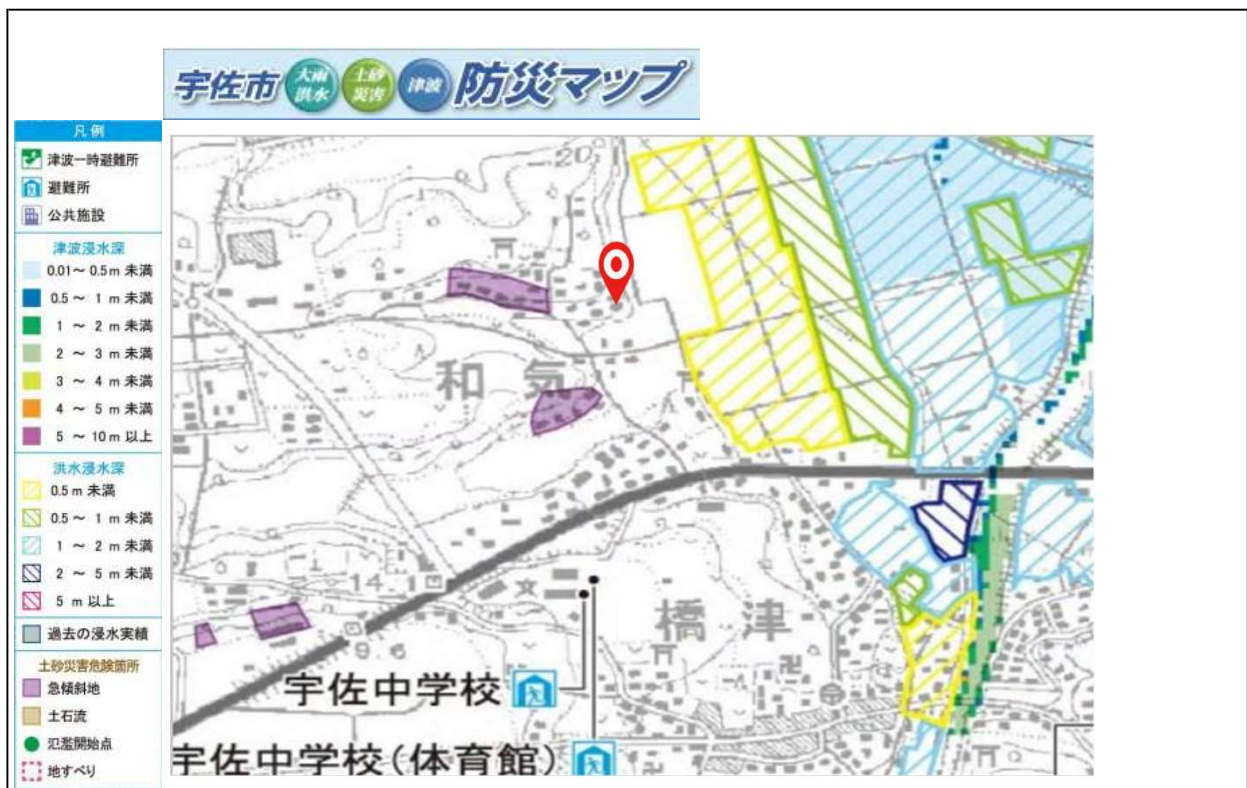 宇佐市 大雨洪水 土砂災害 津波 防災マップ
凡例
津波一時避難所
避難所
公共施設
津波浸水深
0.01～0.5m未満
0.5～1m未満
1～2m未満
2～3m未満
3～4m未満
4～5m未満
5～10m以上
洪水浸水深
0.5m未満
0.5～1m未満
1～2m未満
2～5m未満
5m以上
過去の浸水実績
土砂災害危険箇所
急傾斜地
土石流
氾濫開始点
地すべり
20
和気
14.1
橋津
9.6
宇佐中学校
宇佐中学校(体育館)